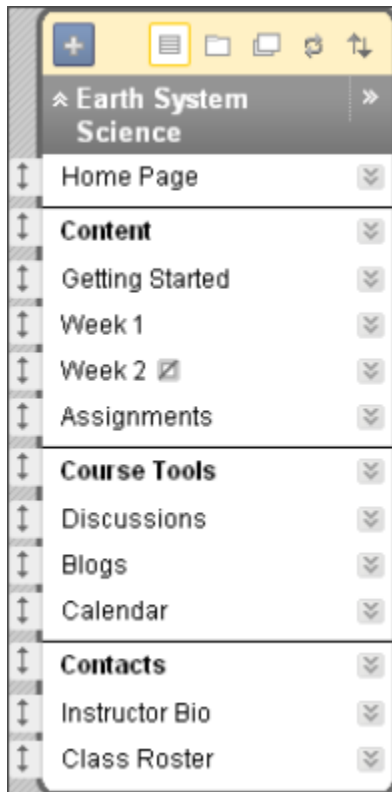 Earth System
Science
Home Page
Content
Getting Started
Week 1
Week 2
Assignments
Course Tools
Discussions
Blogs
Calendar
Contacts
Instructor Bio
Class Roster